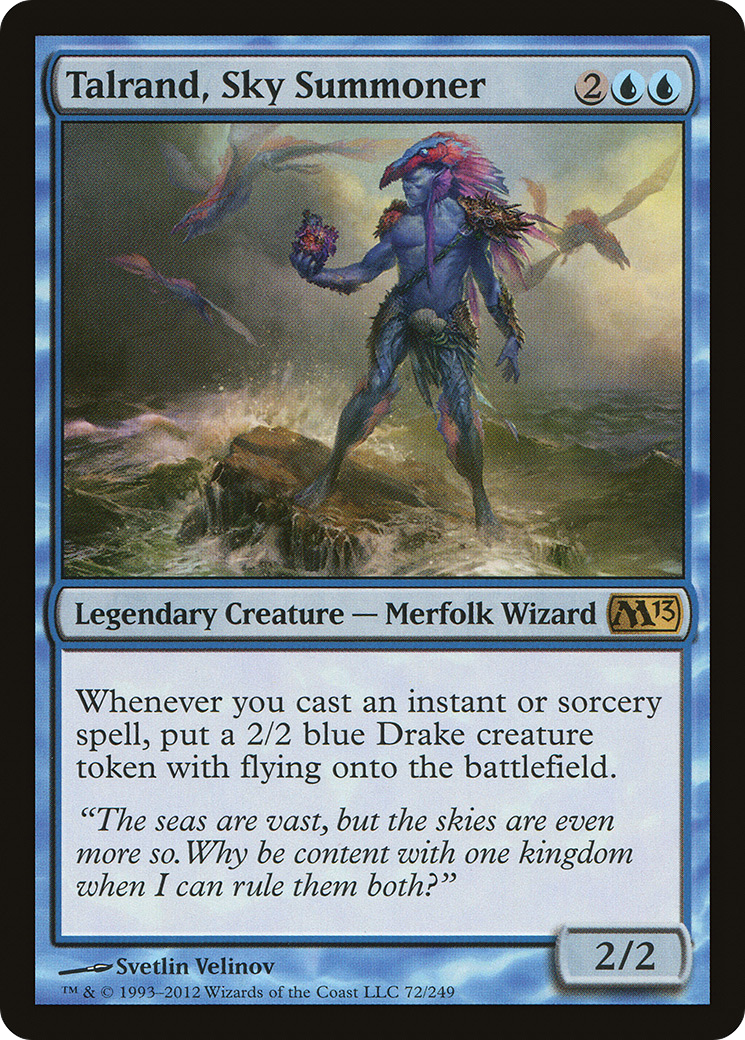 Talrand, Sky Summoner 2
Legendary Creature — Merfolk Wizard M13
Whenever you cast an instant or sorcery
spell, put a 2/2 blue Drake creature
token with flying onto the battlefield.
“The seas are vast, but the skies are even
more so. Why be content with one kingdom
when I can rule them both?”
2/2
Svetlin Velinov
™ & © 1993–2012 Wizards of the Coast LLC 72/249